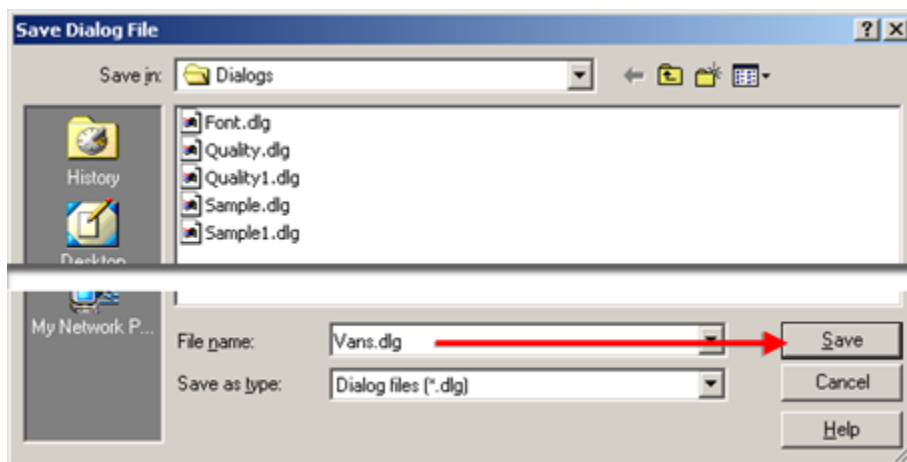 Save Dialog File
Save in: Dialogs
Font.dlg
Quality.dlg
Quality1.dlg
Sample.dlg
Sample1.dlg
History
Desktop
My Network P...
File name: Vans.dlg Save
Save as type: Dialog files (*.dlg) Cancel
Help